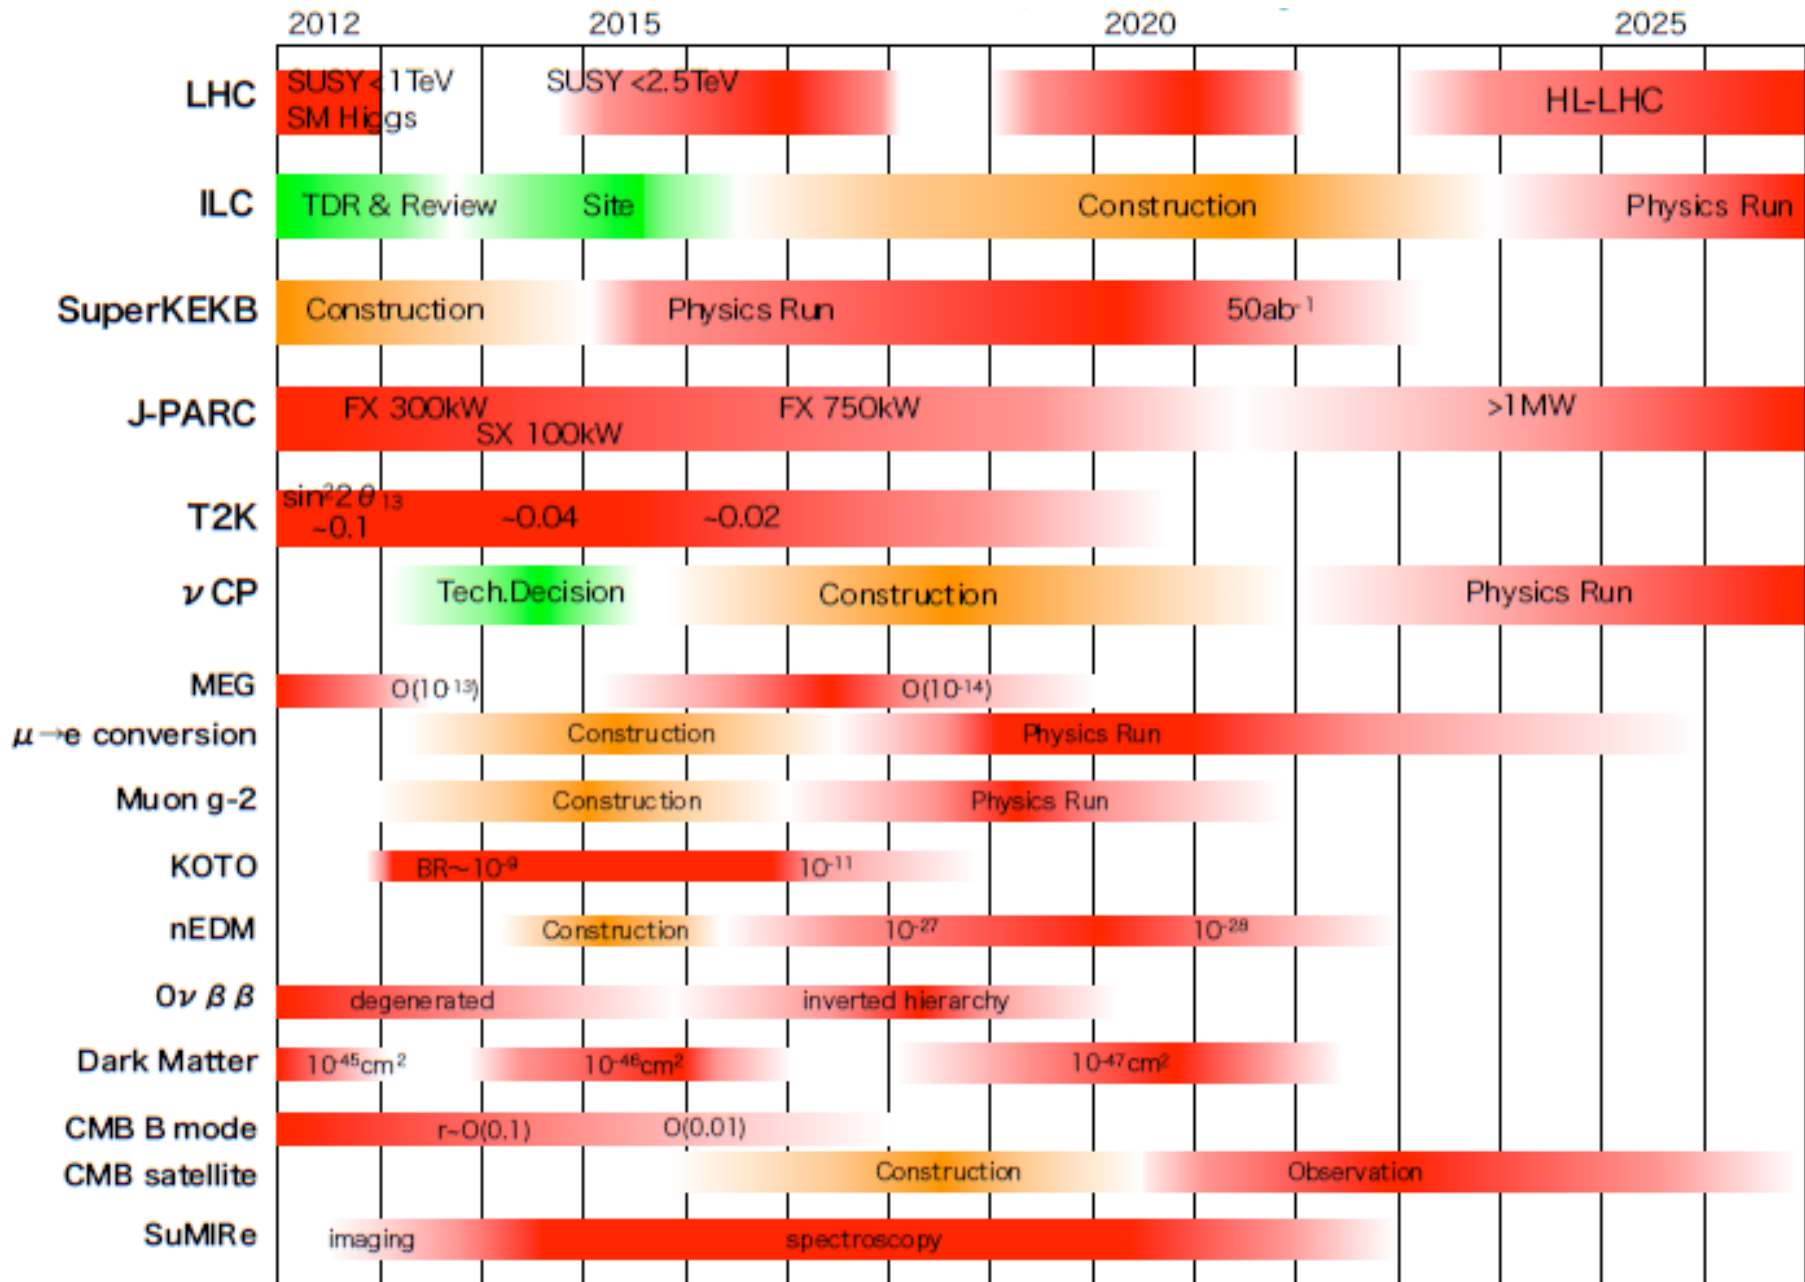 2012 2015 2020 2025
LHC SUSY <1TeV SUSY <2.5TeV
SM Higgs HL-LHC
ILC TDR & Review Site Construction Physics Run
SuperKEKB Construction Physics Run 50ab⁻¹
J-PARC FX 300kW FX 750kW >1MW
SX 100kW
T2K sin²2θ₁₃
~0.1 ~0.04 ~0.02
νCP Tech.Decision Construction Physics Run
MEG O(10⁻¹³) O(10⁻¹⁴)
μ→e conversion Construction Physics Run
Muon g-2 Construction Physics Run
KOTO BR~10⁻⁹ 10⁻¹¹
nEDM Construction 10⁻²⁷ 10⁻²⁸
0νββ degenerated inverted hierarchy
Dark Matter 10⁻⁴⁵cm² 10⁻⁴⁶cm² 10⁻⁴⁷cm²
CMB B mode r~O(0.1) O(0.01)
CMB satellite Construction Observation
SuMIRe imaging spectroscopy